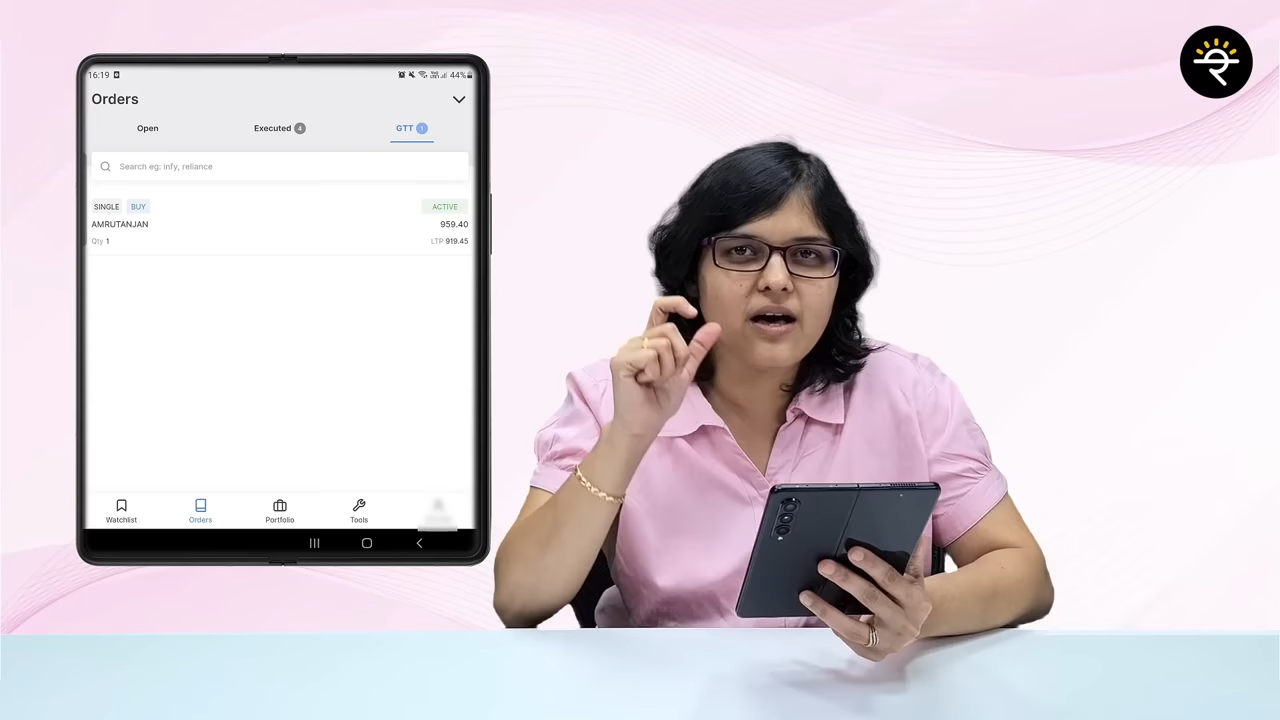 16:19 44%
Orders
Open Executed 4 GTT 1
Search eg: infy, reliance
SINGLE BUY ACTIVE
AMRUTANJAN 959.40
Qty 1 LTP 919.45
Watchlist Orders Portfolio Tools